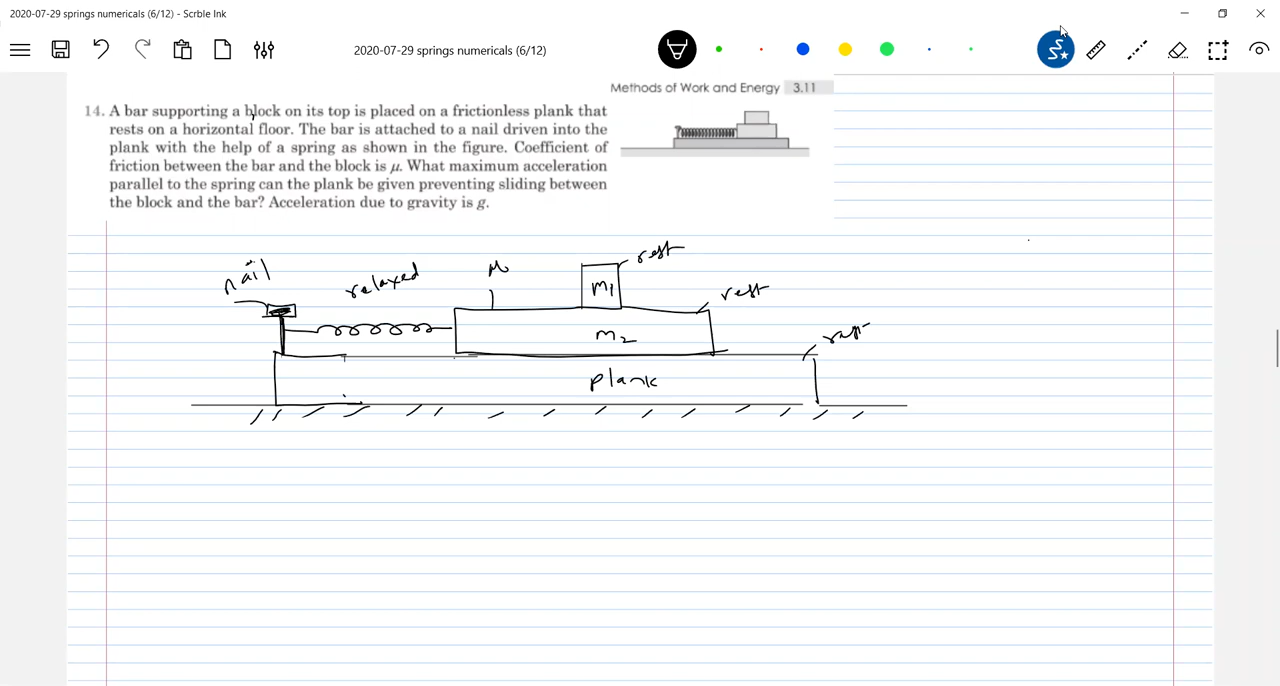 2020-07-29 springs numericals (6/12) - Scrble Ink
2020-07-29 springs numericals (6/12)
Methods of Work and Energy 3.11
14. A bar supporting a block on its top is placed on a frictionless plank that
rests on a horizontal floor. The bar is attached to a nail driven into the
plank with the help of a spring as shown in the figure. Coefficient of
friction between the bar and the block is μ. What maximum acceleration
parallel to the spring can the plank be given preventing sliding between
the block and the bar? Acceleration due to gravity is g.
nail
relaxed
μ
m1
rest
m2
rest
plank
rest